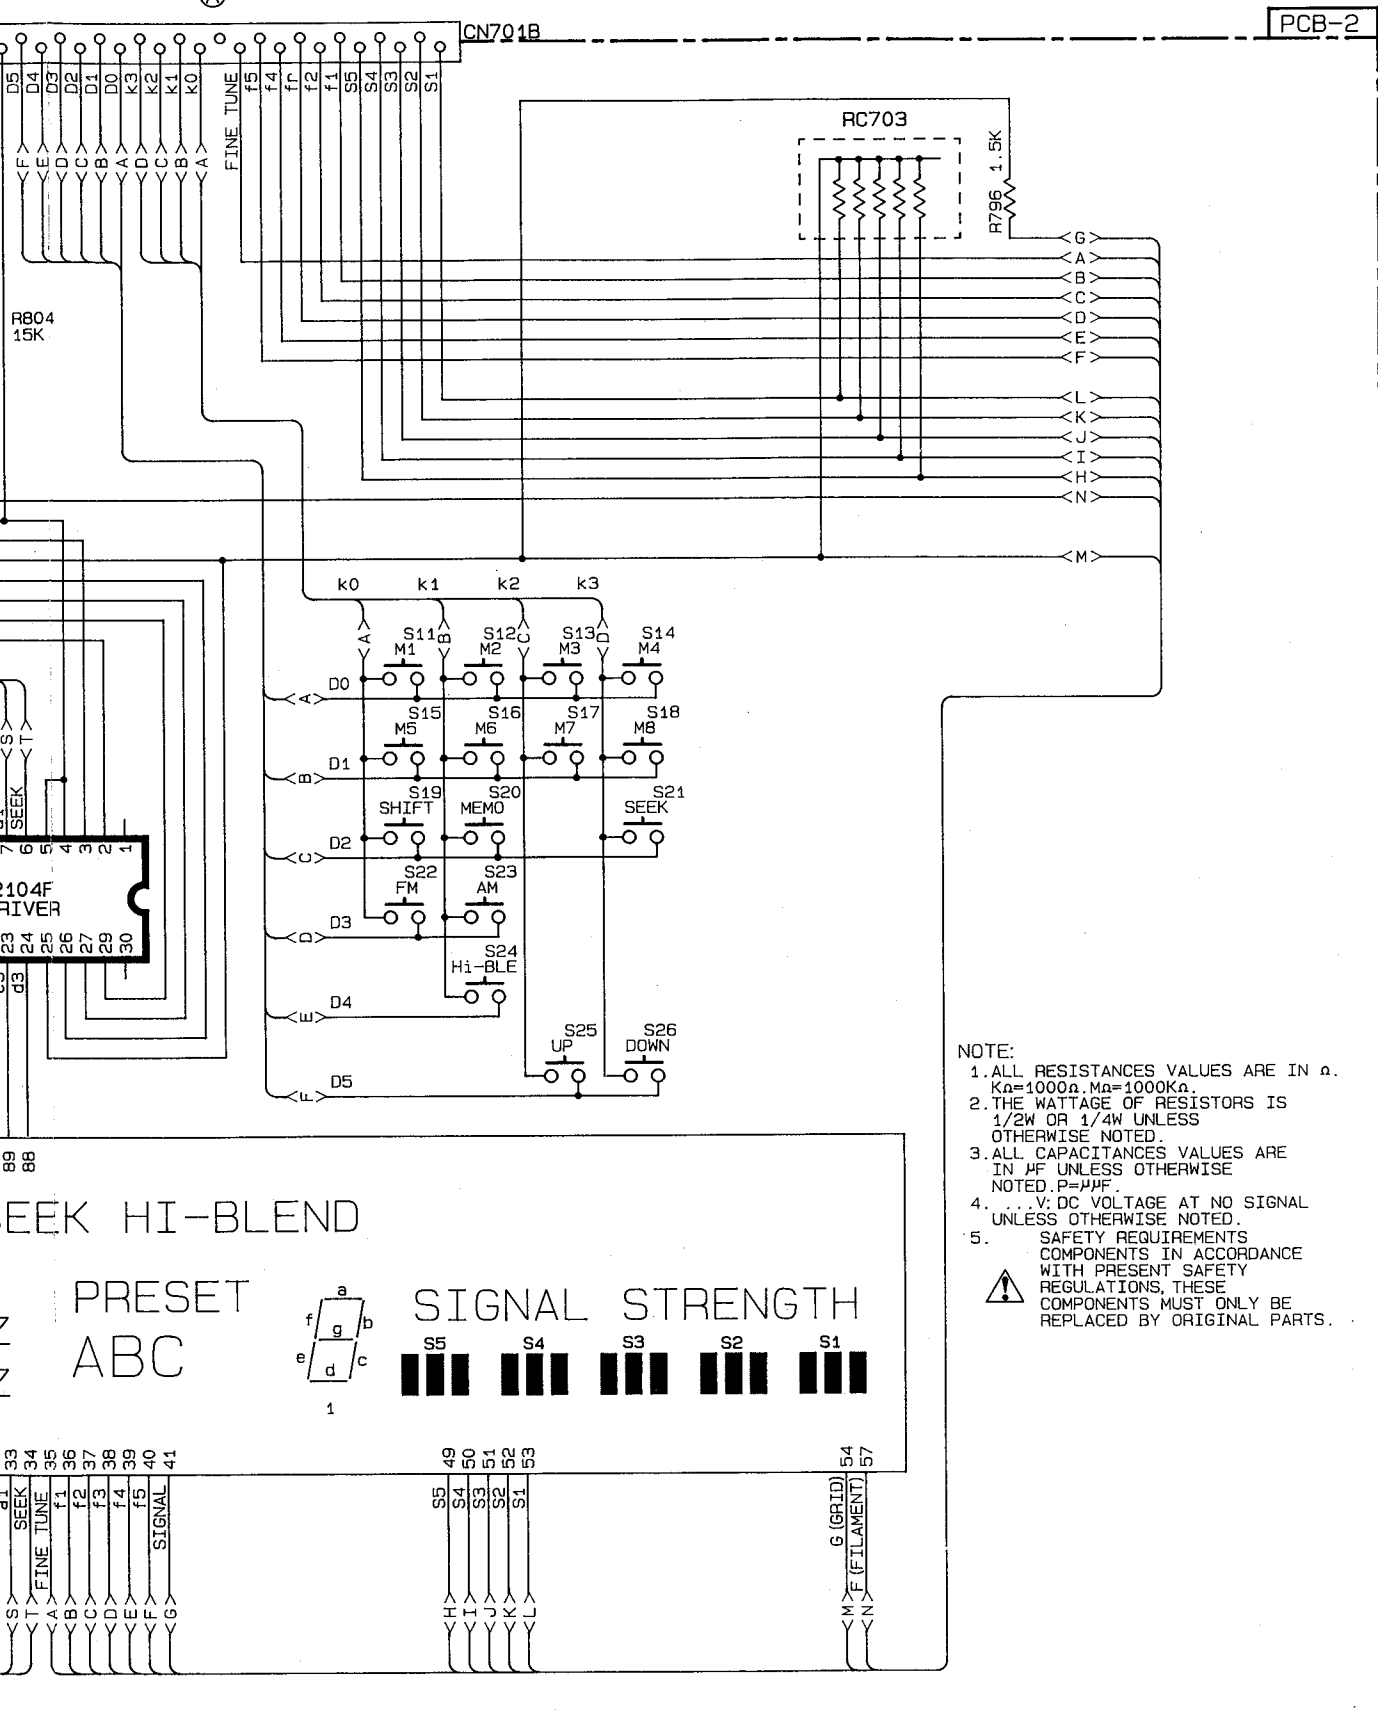 CN701B
PCB-2
D5 D4 D3 D2 D1 D0 k3 k2 k1 k0 FINE TUNE f5 f4 fr f2 f1 S5 S4 S3 S2 S1
<F> <E> <D> <C> <B> <A> <D> <C> <B> <A>
RC703
R796 1.5K
<G>
<A>
<B>
<C>
<D>
<E>
<F>
R804
15K
<L>
<K>
<J>
<I>
<H>
<N>
<M>
k0 k1 k2 k3
<A> <B> <C> <D>
S11 S12 S13 S14
M1 M2 M3 M4
<A> D0
S15 S16 S17 S18
M5 M6 M7 M8
<B> D1
S19 S20 S21
SHIFT MEMO SEEK
<C> D2
S22 S23
FM AM
<D> D3
S24
Hi-BLE
<E> D4
S25 S26
UP DOWN
<F> D5
<S> <T>
SEEK
7 6 5 4 3 2 1
2104F
RIVER
23 24 25 26 27 29 30
d3
89 88
NOTE:
1.ALL RESISTANCES VALUES ARE IN Ω.
KΩ=1000Ω.MΩ=1000KΩ.
2.THE WATTAGE OF RESISTORS IS
1/2W OR 1/4W UNLESS
OTHERWISE NOTED.
3.ALL CAPACITANCES VALUES ARE
IN µF UNLESS OTHERWISE
NOTED.P=µµF.
4. ...V:DC VOLTAGE AT NO SIGNAL
UNLESS OTHERWISE NOTED.
5. SAFETY REQUIREMENTS
COMPONENTS IN ACCORDANCE
WITH PRESENT SAFETY
REGULATIONS,THESE
COMPONENTS MUST ONLY BE
REPLACED BY ORIGINAL PARTS.
SEEK HI-BLEND
PRESET
ABC
a
f g b
e d c
1
SIGNAL STRENGTH
S5 S4 S3 S2 S1
33 34 35 36 37 38 39 40 41 49 50 51 52 53 54 57
d1 SEEK FINE TUNE f1 f2 f3 f4 f5 SIGNAL S5 S4 S3 S2 S1 G (GRID) F (FILAMENT)
<S> <T> <A> <B> <C> <D> <E> <F> <G> <H> <I> <J> <K> <L> <M> <N>